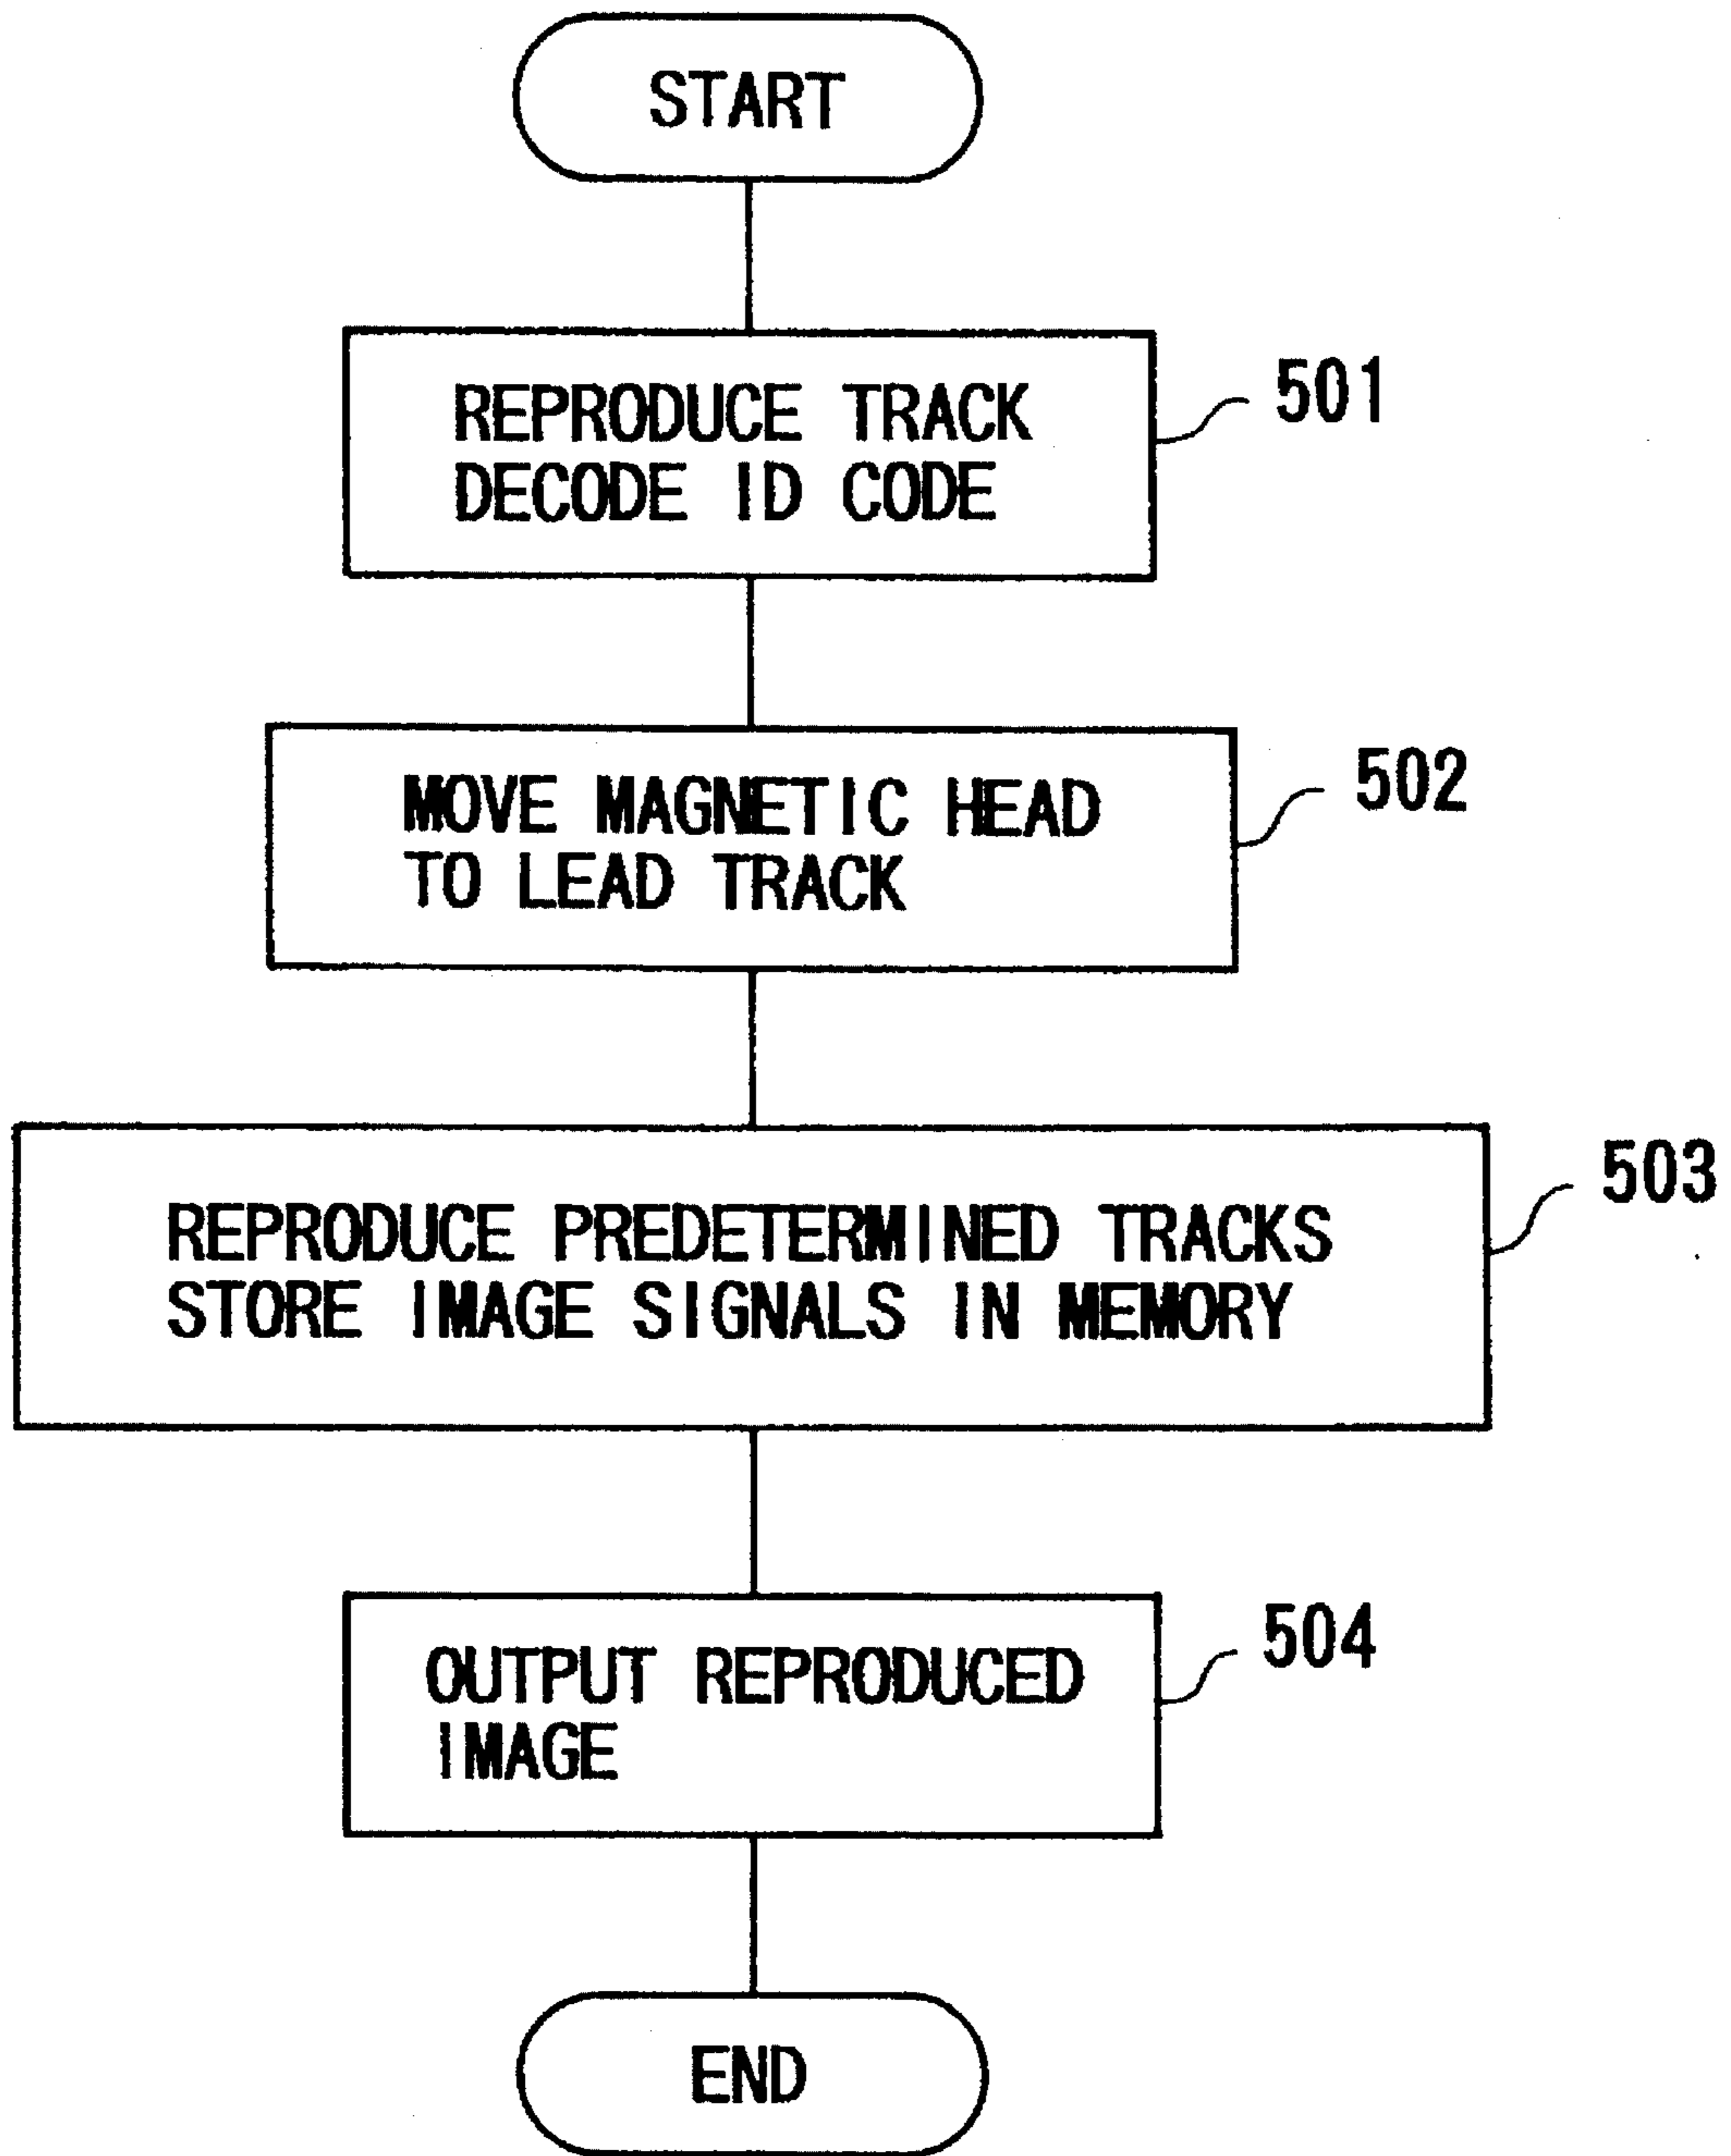 START
REPRODUCE TRACK
DECODE ID CODE
501
MOVE MAGNETIC HEAD
TO LEAD TRACK
502
REPRODUCE PREDETERMINED TRACKS
STORE IMAGE SIGNALS IN MEMORY
503
OUTPUT REPRODUCED
IMAGE
504
END